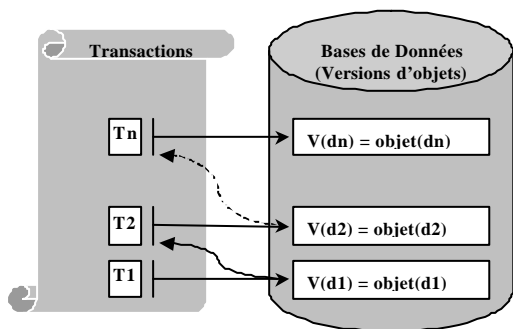 Transactions
Bases de Données
(Versions d'objets)
Tn
V(dn) = objet(dn)
T2
V(d2) = objet(d2)
T1
V(d1) = objet(d1)